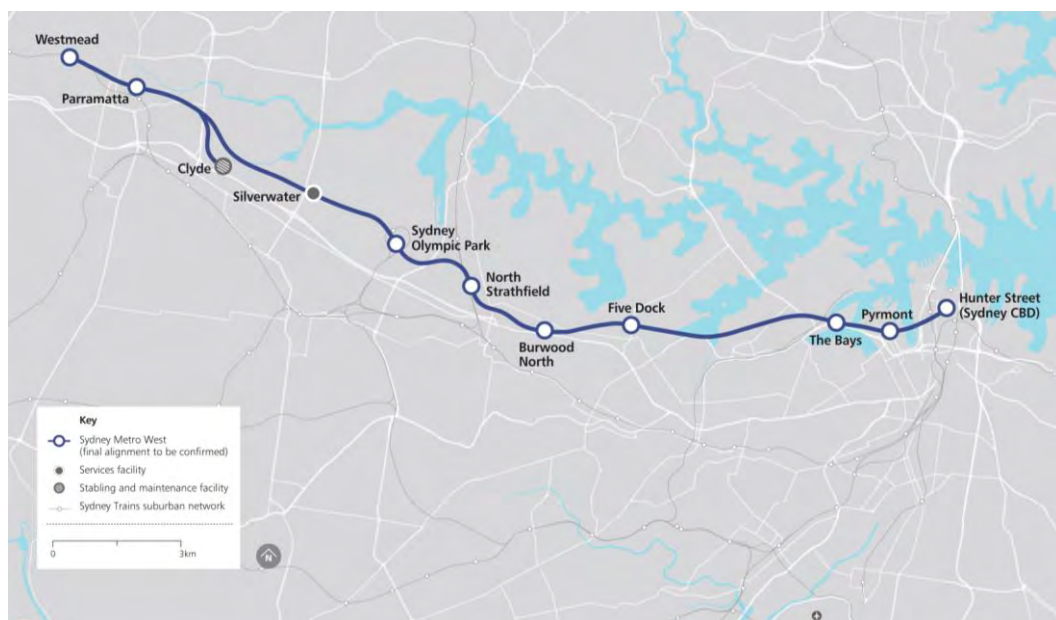 Westmead
Parramatta
Clyde
Silverwater
Sydney
Olympic Park
North
Strathfield
Burwood
North
Five Dock
The Bays
Pyrmont
Hunter Street
(Sydney CBD)
Key
Sydney Metro West
(final alignment to be confirmed)
Services facility
Stabling and maintenance facility
Sydney Trains suburban network
0
3km
N